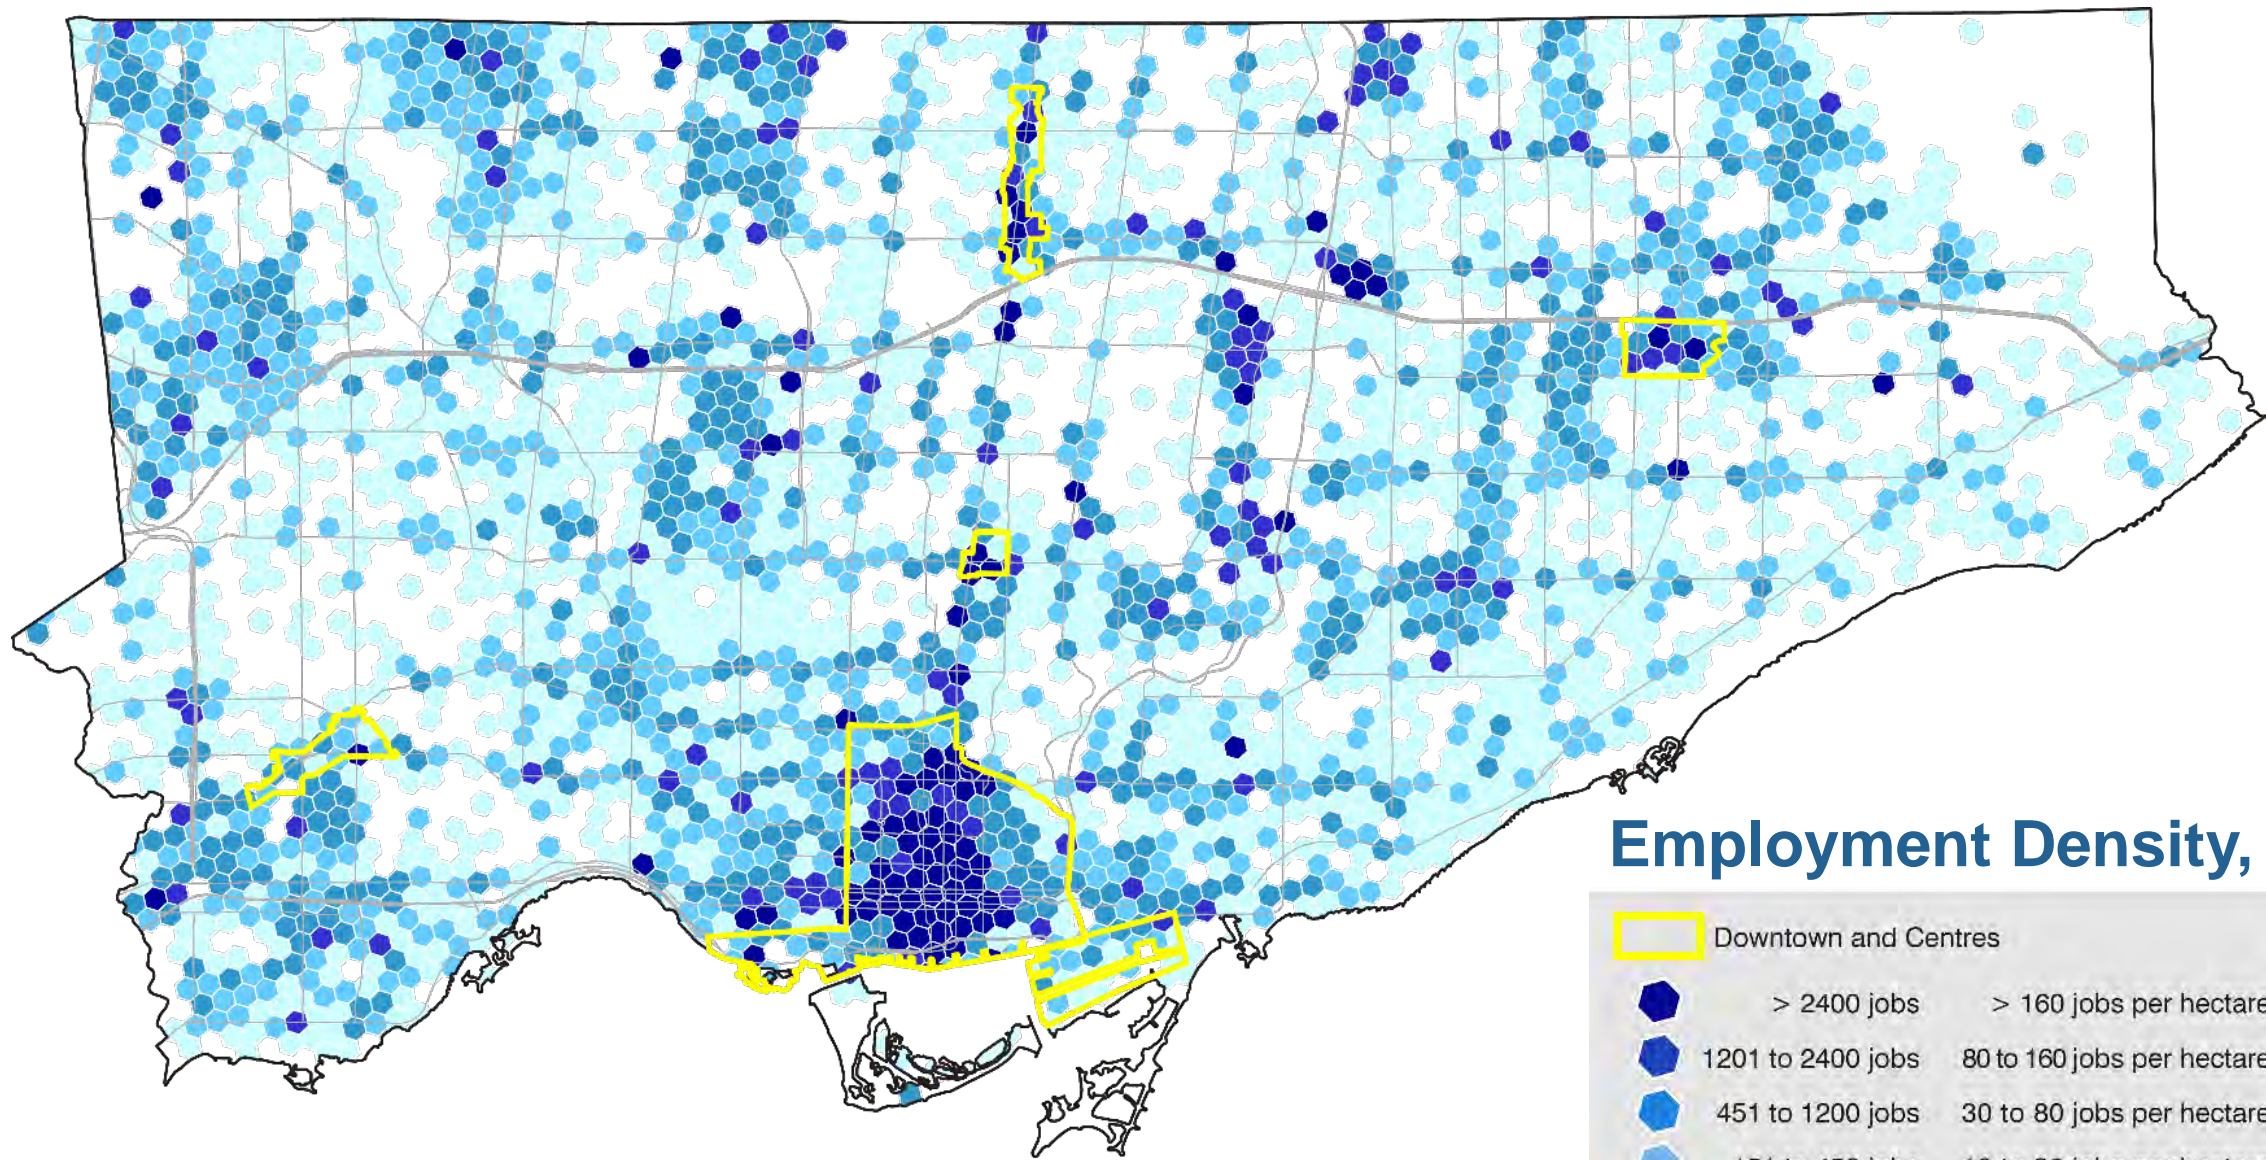 Employment Density,
Downtown and Centres
> 2400 jobs > 160 jobs per hectare
1201 to 2400 jobs 80 to 160 jobs per hectare
451 to 1200 jobs 30 to 80 jobs per hectare